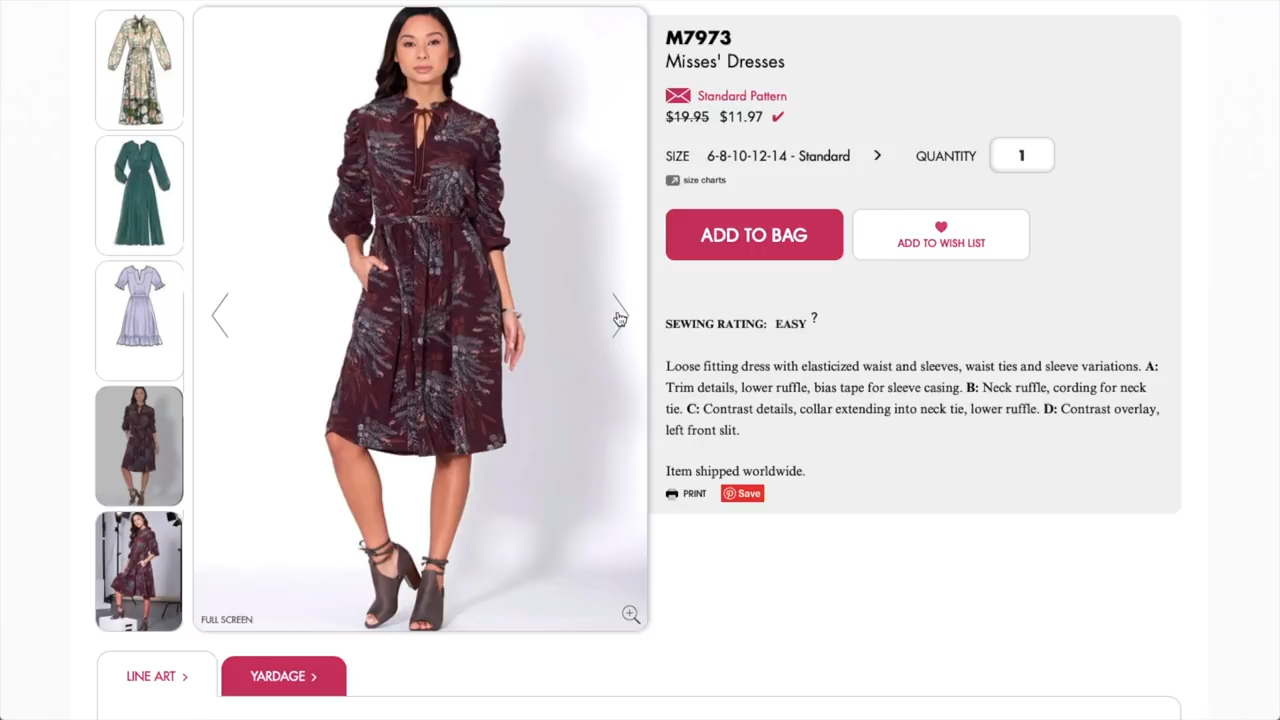 M7973
Misses' Dresses
Standard Pattern
$19.95 $11.97
SIZE 6-8-10-12-14 - Standard > QUANTITY 1
size charts
ADD TO BAG
ADD TO WISH LIST
SEWING RATING: EASY ?
Loose fitting dress with elasticized waist and sleeves, waist ties and sleeve variations. A:
Trim details, lower ruffle, bias tape for sleeve casing. B: Neck ruffle, cording for neck
tie. C: Contrast details, collar extending into neck tie, lower ruffle. D: Contrast overlay,
left front slit.
Item shipped worldwide.
PRINT Save
FULL SCREEN
LINE ART > YARDAGE >